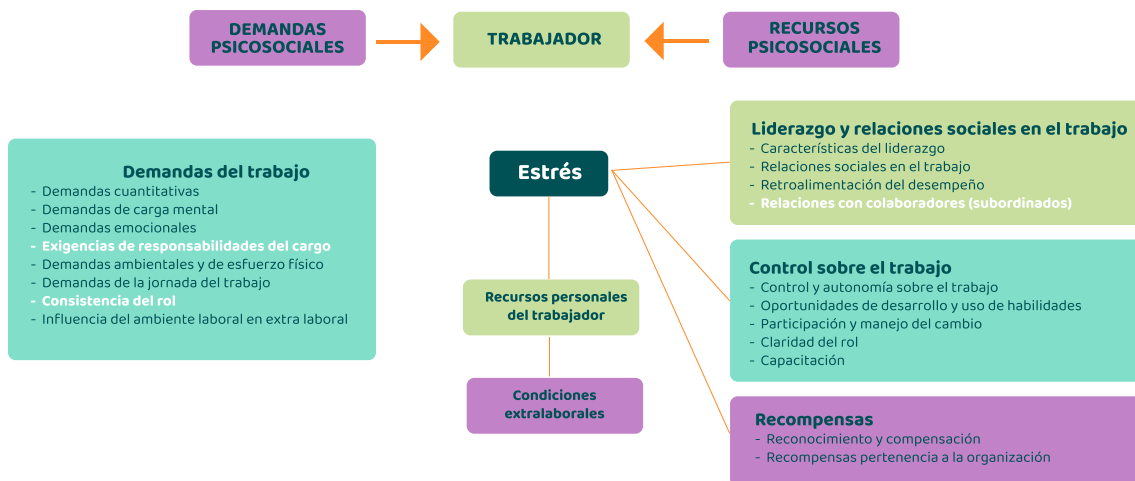 DEMANDAS
PSICOSOCIALES
TRABAJADOR
RECURSOS
PSICOSOCIALES
Demandas del trabajo
- Demandas cuantitativas
- Demandas de carga mental
- Demandas emocionales
- Exigencias de responsabilidades del cargo
- Demandas ambientales y de esfuerzo físico
- Demandas de la jornada del trabajo
- Consistencia del rol
- Influencia del ambiente laboral en extra laboral
Estrés
Recursos personales
del trabajador
Condiciones
extralaborales
Liderazgo y relaciones sociales en el trabajo
- Características del liderazgo
- Relaciones sociales en el trabajo
- Retroalimentación del desempeño
- Relaciones con colaboradores (subordinados)
Control sobre el trabajo
- Control y autonomía sobre el trabajo
- Oportunidades de desarrollo y uso de habilidades
- Participación y manejo del cambio
- Claridad del rol
- Capacitación
Recompensas
- Reconocimiento y compensación
- Recompensas pertenencia a la organización